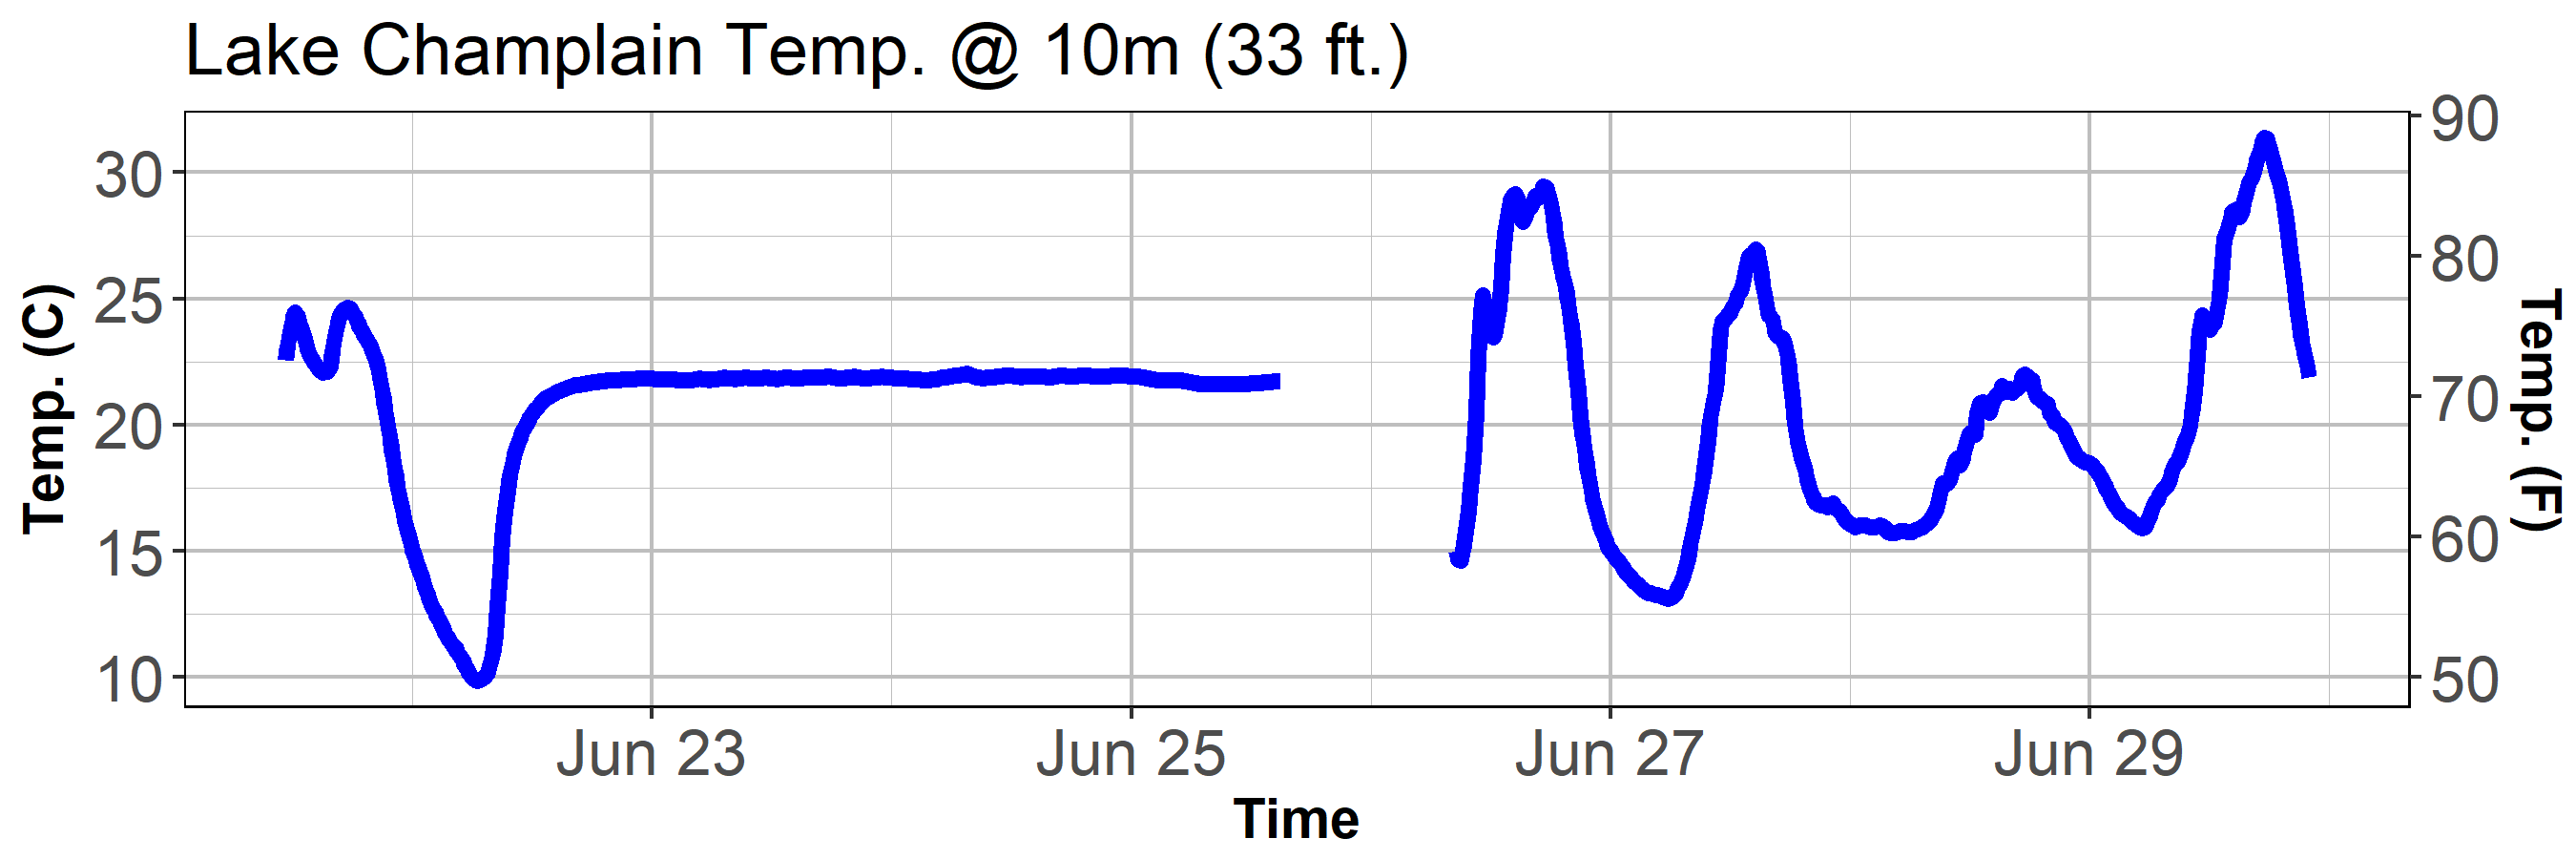 Lake Champlain Temp. @ 10m (33 ft.)
Temp. (C)
30
25
20
15
10
90
80
70
60
50
Temp. (F)
Jun 23 Jun 25 Jun 27 Jun 29
Time